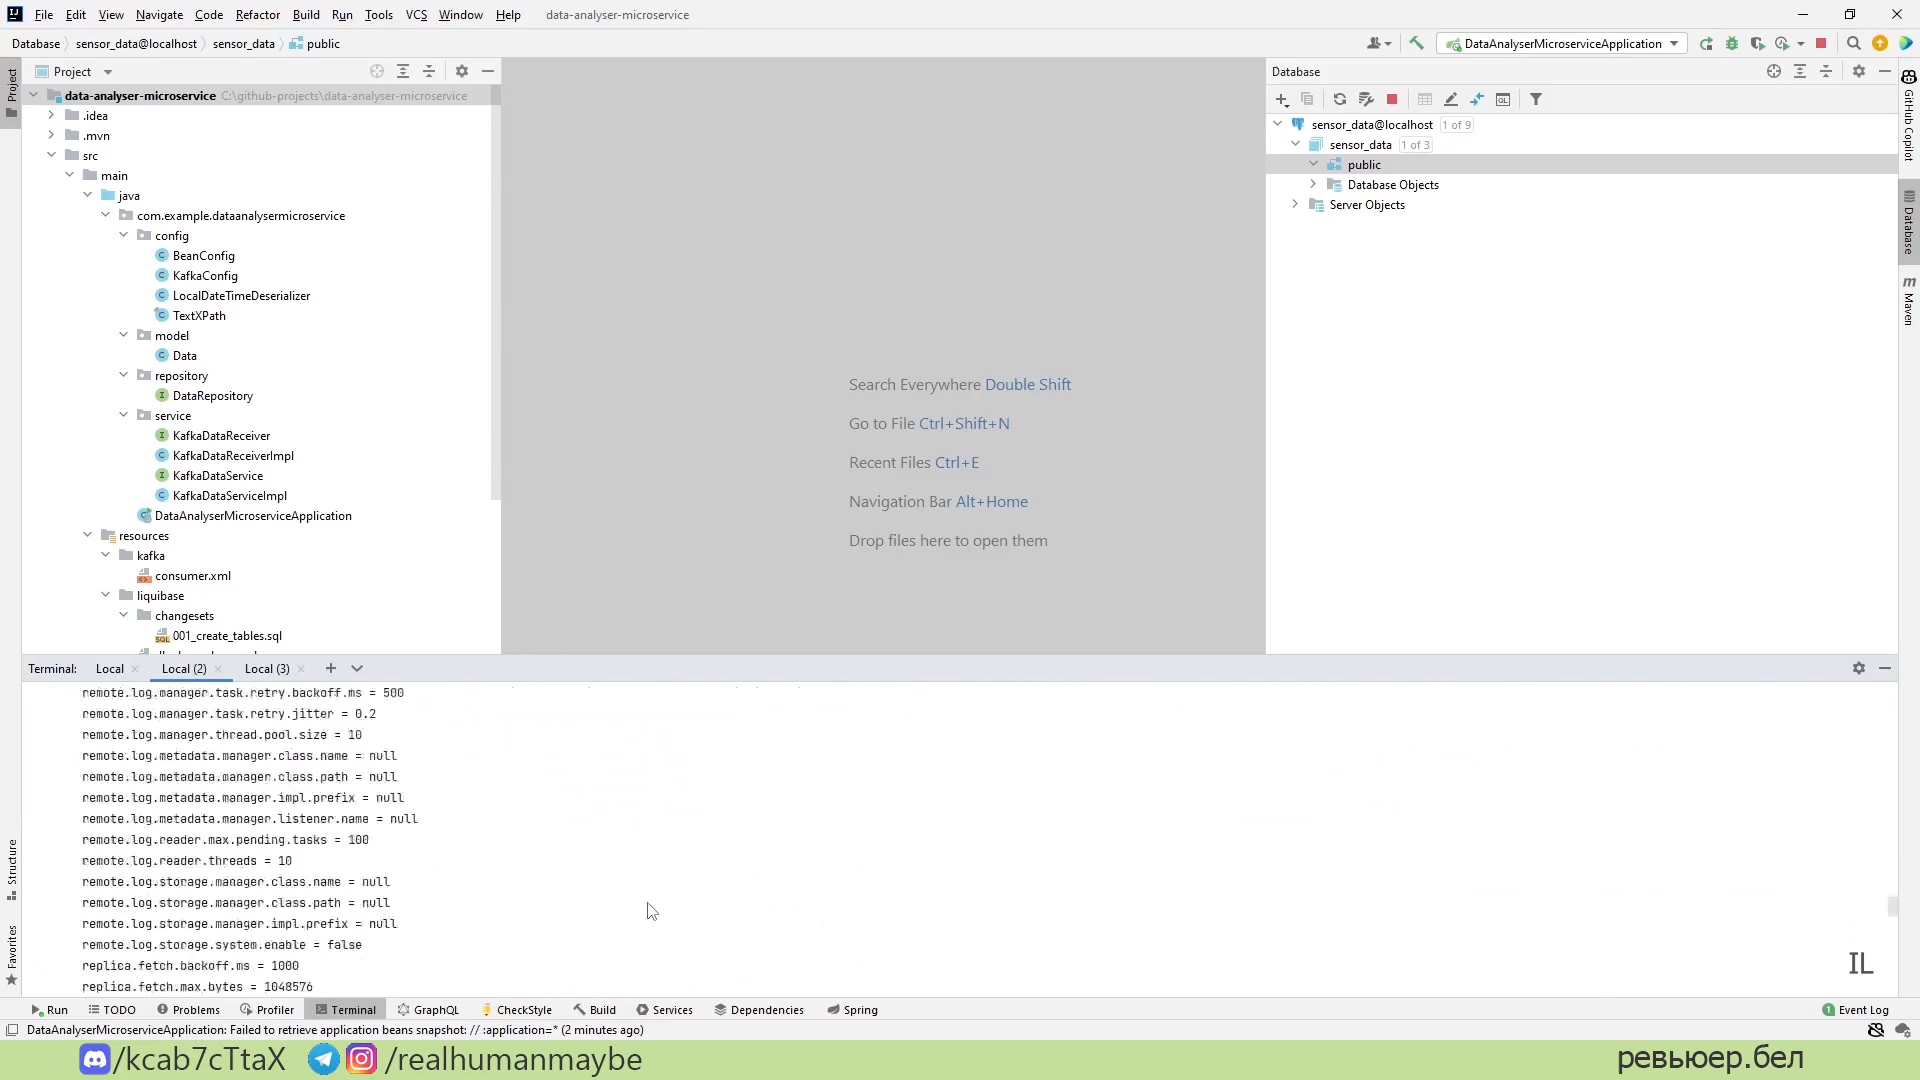 File Edit View Navigate Code Refactor Build Run Tools VCS Window Help data-analyser-microservice
Database sensor_data@localhost sensor_data public
DataAnalyserMicroserviceApplication
Project
data-analyser-microservice C:\github-projects\data-analyser-microservice
.idea
.mvn
src
main
java
com.example.dataanalysermicroservice
config
BeanConfig
KafkaConfig
LocalDateTimeDeserializer
TextXPath
model
Data
repository
DataRepository
service
KafkaDataReceiver
KafkaDataReceiverImpl
KafkaDataService
KafkaDataServiceImpl
DataAnalyserMicroserviceApplication
resources
kafka
consumer.xml
liquibase
changesets
001_create_tables.sql
Project
Structure
Favorites
Search Everywhere Double Shift
Go to File Ctrl+Shift+N
Recent Files Ctrl+E
Navigation Bar Alt+Home
Drop files here to open them
Database
sensor_data@localhost 1 of 9
sensor_data 1 of 3
public
Database Objects
Server Objects
GitHub Copilot
Database
Maven
Terminal: Local Local (2) Local (3)
remote.log.manager.task.retry.backoff.ms = 500
remote.log.manager.task.retry.jitter = 0.2
remote.log.manager.thread.pool.size = 10
remote.log.metadata.manager.class.name = null
remote.log.metadata.manager.class.path = null
remote.log.metadata.manager.impl.prefix = null
remote.log.metadata.manager.listener.name = null
remote.log.reader.max.pending.tasks = 100
remote.log.reader.threads = 10
remote.log.storage.manager.class.name = null
remote.log.storage.manager.class.path = null
remote.log.storage.manager.impl.prefix = null
remote.log.storage.system.enable = false
replica.fetch.backoff.ms = 1000
replica.fetch.max.bytes = 1048576
IL
Run TODO Problems Profiler Terminal GraphQL CheckStyle Build Services Dependencies Spring 1 Event Log
DataAnalyserMicroserviceApplication: Failed to retrieve application beans snapshot: // :application=* (2 minutes ago)
/kcab7cTtaX /realhumanmaybe ревьюер.бел